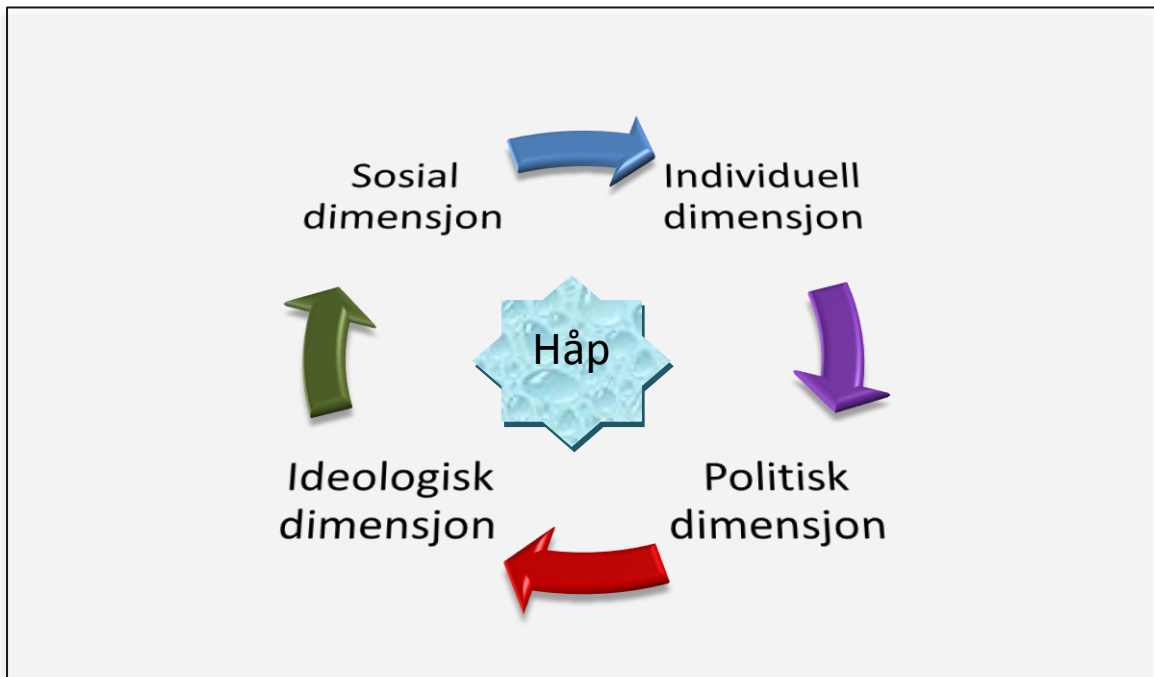 Sosial
dimensjon
Individuell
dimensjon
Håp
Ideologisk
dimensjon
Politisk
dimensjon